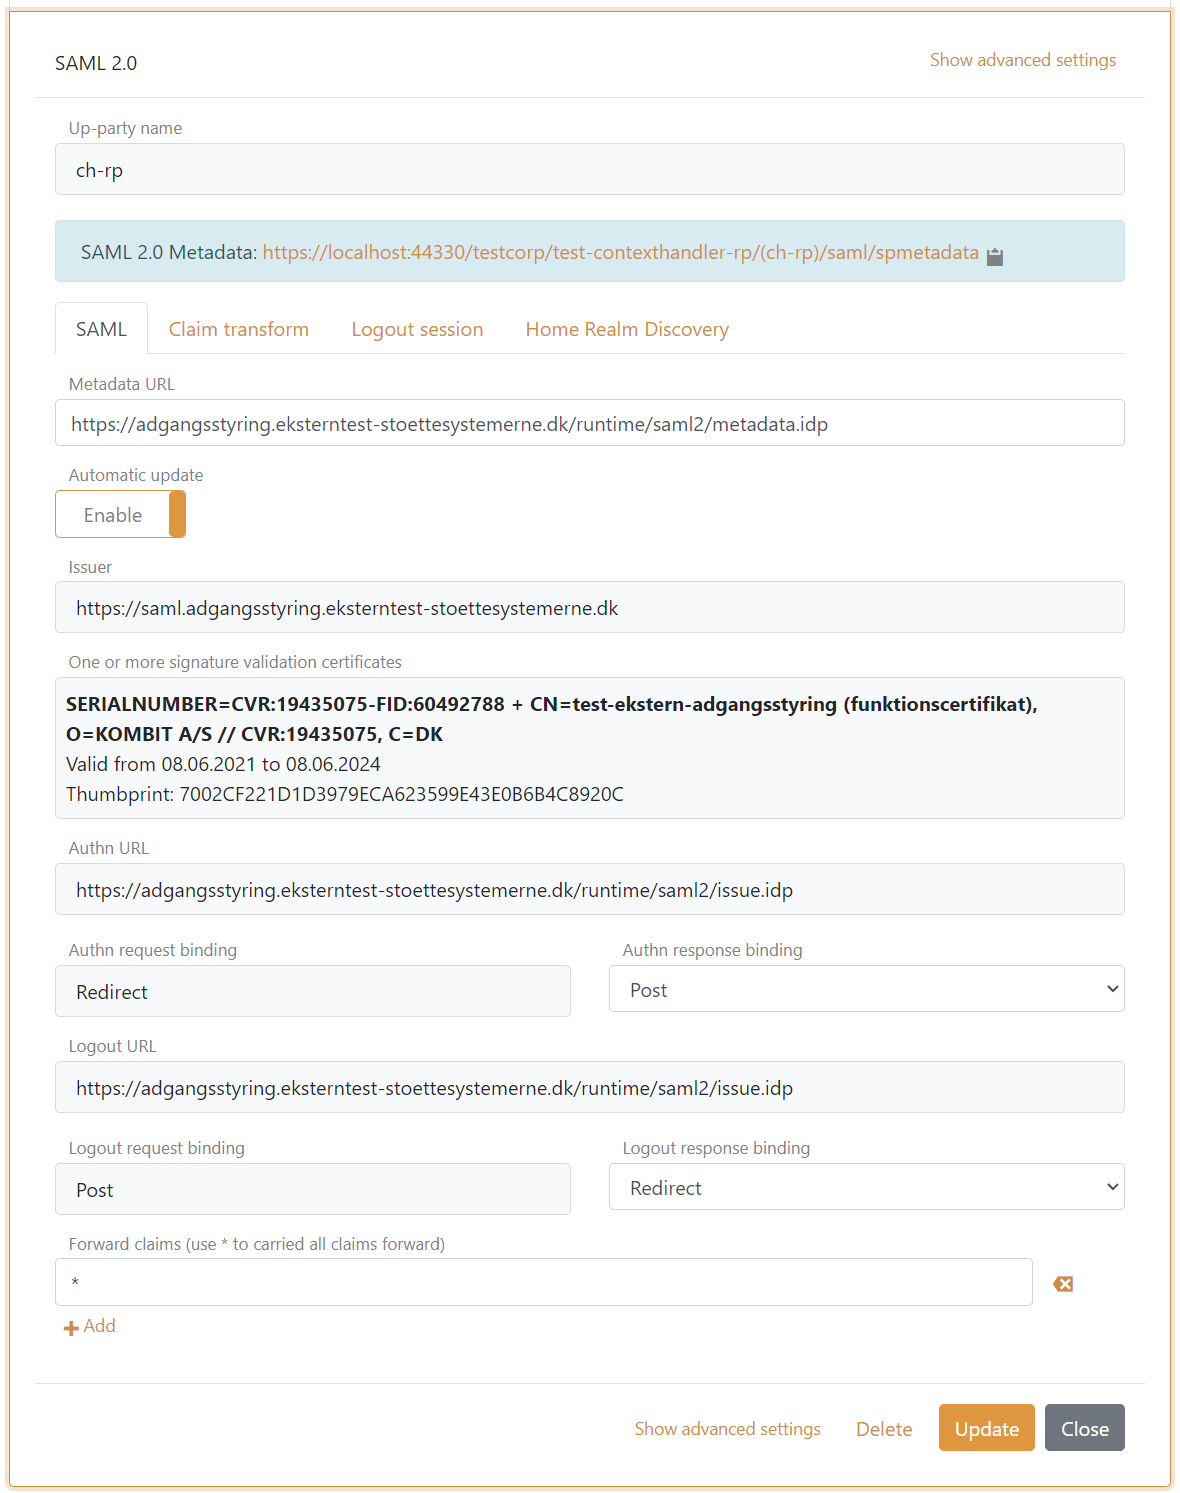 SAML 2.0
Show advanced settings
Up-party name
ch-rp
SAML 2.0 Metadata: https://localhost:44330/testcorp/test-contexthandler-rp/(ch-rp)/saml/spmetadata
SAML
Claim transform
Logout session
Home Realm Discovery
Metadata URL
https://adgangsstyring.eksterntest-stoettesystemerne.dk/runtime/saml2/metadata.idp
Automatic update
Enable
Issuer
https://saml.adgangsstyring.eksterntest-stoettesystemerne.dk
One or more signature validation certificates
SERIALNUMBER=CVR:19435075-FID:60492788 + CN=test-ekstern-adgangsstyring (funktionscertifikat),
O=KOMBIT A/S // CVR:19435075, C=DK
Valid from 08.06.2021 to 08.06.2024
Thumbprint: 7002CF221D1D3979ECA623599E43E0B6B4C8920C
Authn URL
https://adgangsstyring.eksterntest-stoettesystemerne.dk/runtime/saml2/issue.idp
Authn request binding
Authn response binding
Redirect
Post
Logout URL
https://adgangsstyring.eksterntest-stoettesystemerne.dk/runtime/saml2/issue.idp
Logout request binding
Logout response binding
Post
Redirect
Forward claims (use * to carried all claims forward)
*
Add
Show advanced settings
Delete
Update
Close